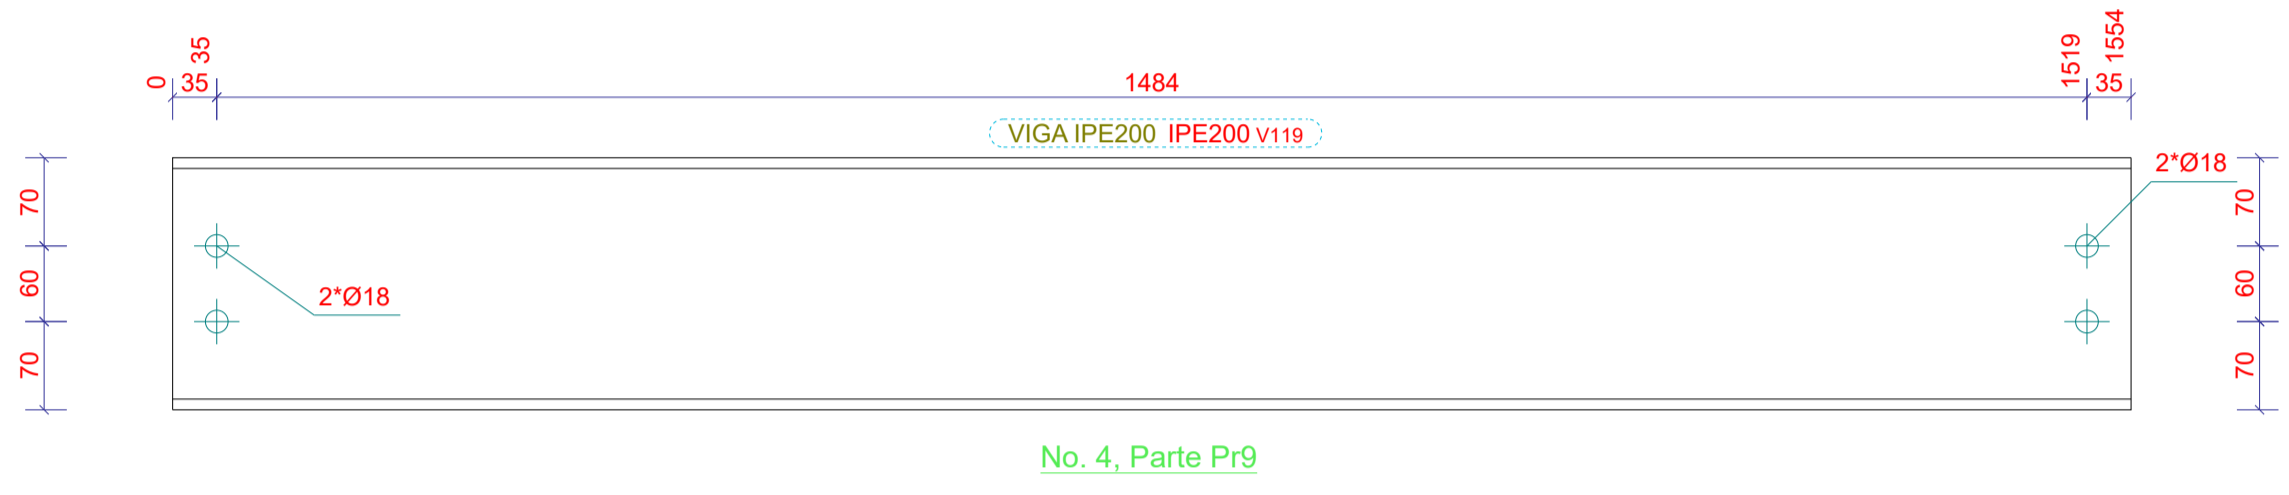 0 35 35 1484 1519 35 1554
VIGA IPE200 IPE200 V119
2*Ø18
70 70
60 2*Ø18 60
70 70
No. 4, Parte Pr9